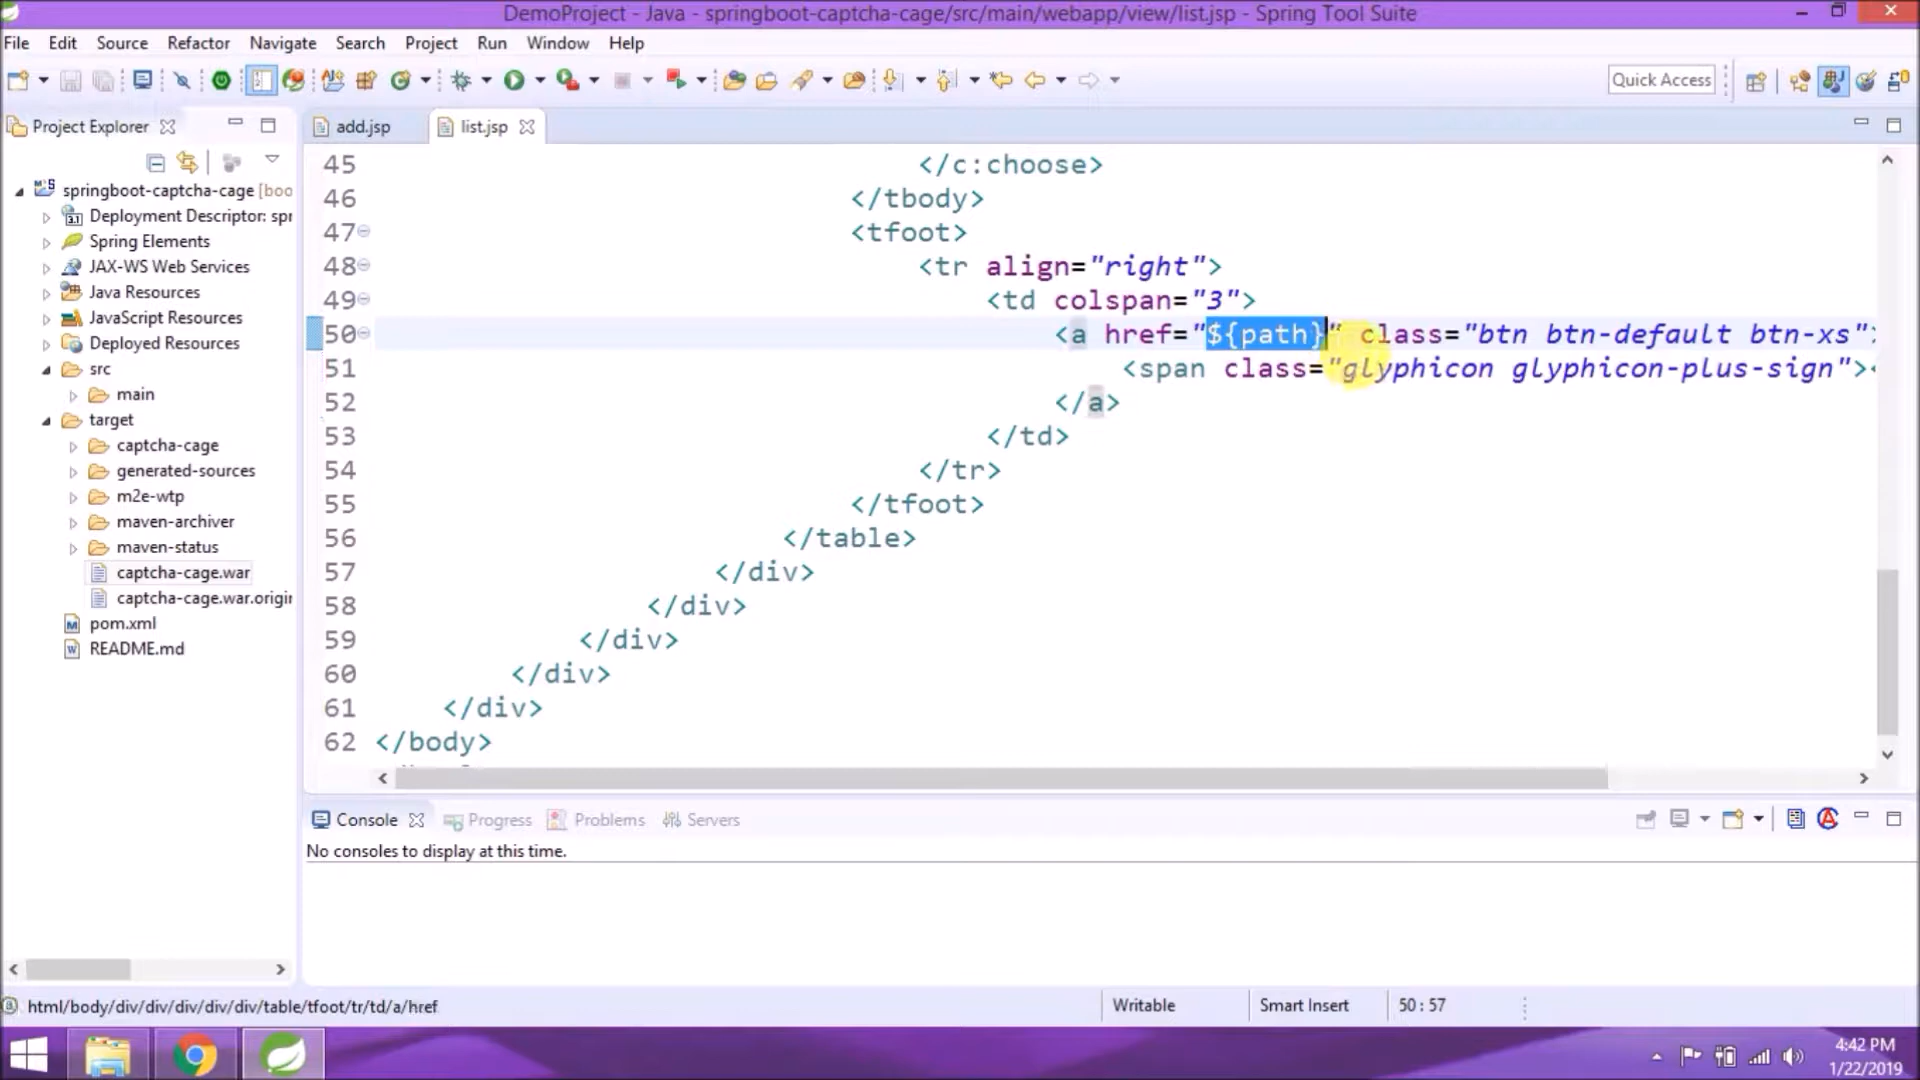 DemoProject - Java - springboot-captcha-cage/src/main/webapp/view/list.jsp - Spring Tool Suite
File Edit Source Refactor Navigate Search Project Run Window Help
Quick Access
Project Explorer
add.jsp list.jsp
springboot-captcha-cage [boo
Deployment Descriptor: spr
Spring Elements
JAX-WS Web Services
Java Resources
JavaScript Resources
Deployed Resources
src
main
target
captcha-cage
generated-sources
m2e-wtp
maven-archiver
maven-status
captcha-cage.war
captcha-cage.war.origin
pom.xml
README.md
45 </c:choose>
46 </tbody>
47 <tfoot>
48 <tr align="right">
49 <td colspan="3">
50 <a href="${path}" class="btn btn-default btn-xs">
51 <span class="glyphicon glyphicon-plus-sign"><
52 </a>
53 </td>
54 </tr>
55 </tfoot>
56 </table>
57 </div>
58 </div>
59 </div>
60 </div>
61 </div>
62 </body>
Console Progress Problems Servers
No consoles to display at this time.
html/body/div/div/div/div/div/table/tfoot/tr/td/a/href
Writable Smart Insert 50 : 57
4:42 PM
1/22/2019